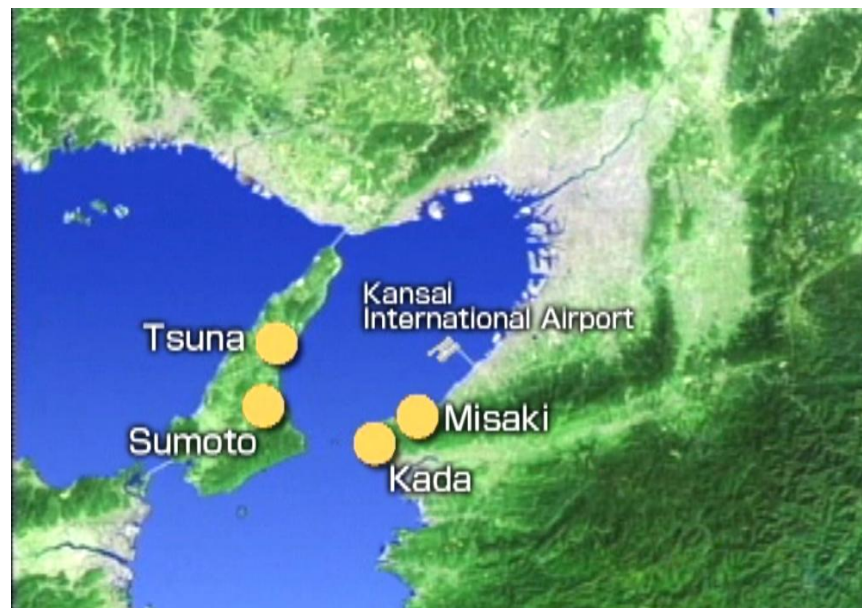 Kansai
International Airport
Tsuna
Sumoto
Misaki
Kada